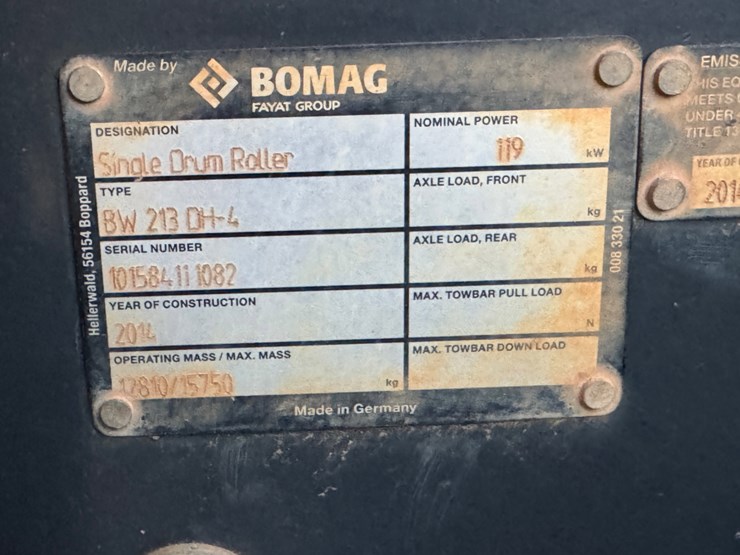 Made by
BOMAG
FAYAT GROUP
DESIGNATION
Single Drum Roller
TYPE
BW 213 DH-4
SERIAL NUMBER
101584111082
YEAR OF CONSTRUCTION
2014
OPERATING MASS / MAX. MASS
12810/15750 kg
NOMINAL POWER
119 kW
AXLE LOAD, FRONT
kg
AXLE LOAD, REAR
kg
MAX. TOWBAR PULL LOAD
N
MAX. TOWBAR DOWN LOAD
Made in Germany
Hellerwald, 56154 Boppard
008 330 21
EMIS
HIS EQ
MEETS
UNDER
TITLE 13
YEAR OF
2014